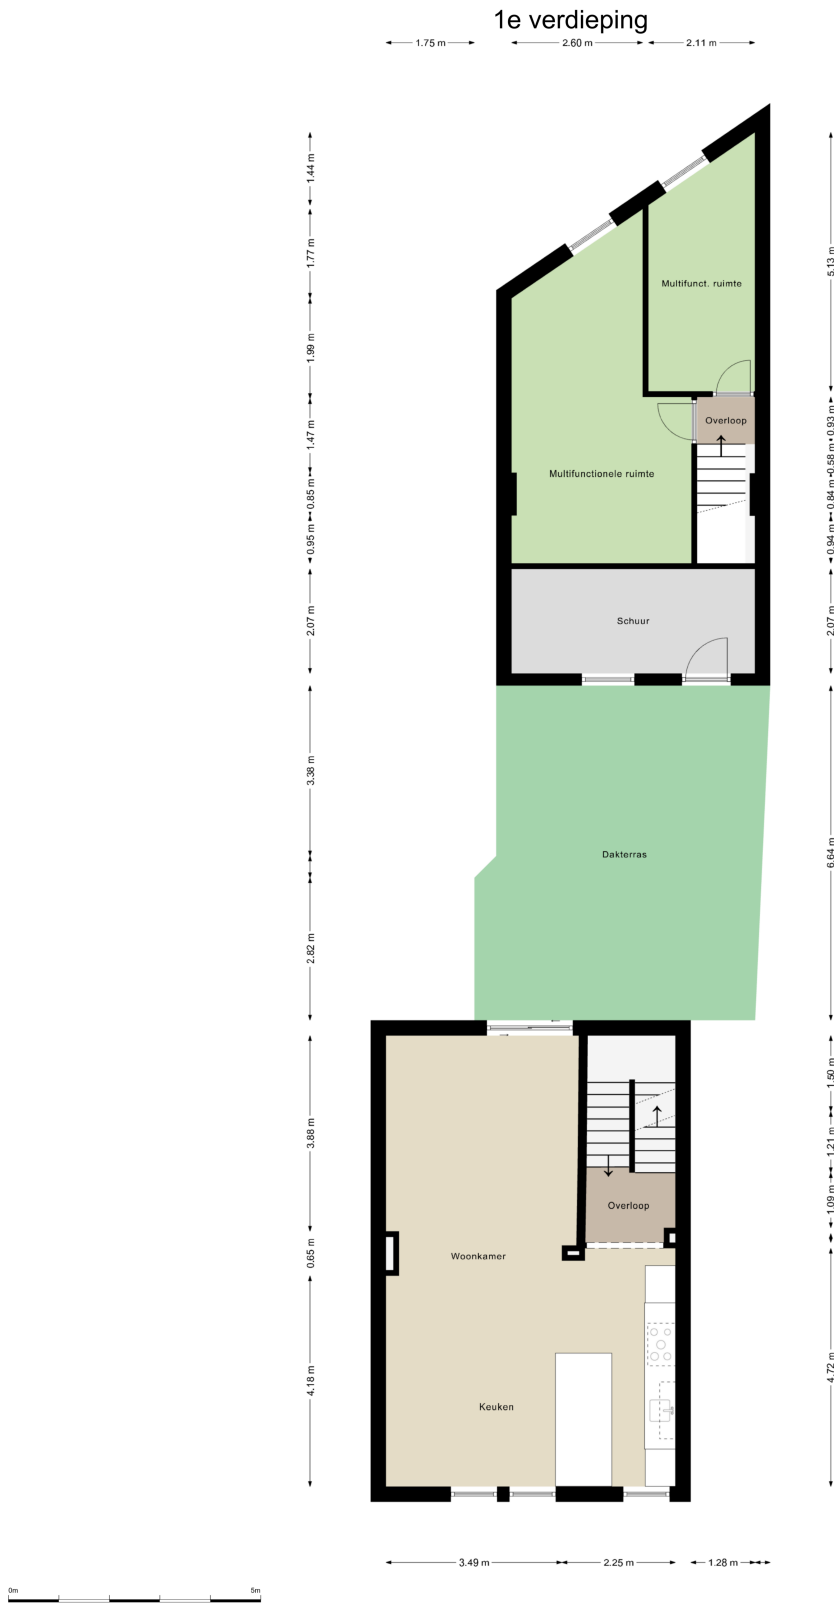 1e verdieping
1.75 m
2.60 m
2.11 m
1.44 m
1.77 m
1.99 m
1.47 m
0.85 m
0.95 m
2.07 m
3.38 m
2.82 m
3.88 m
0.65 m
4.18 m
5.13 m
0.93 m
0.58 m
0.84 m
0.94 m
2.07 m
6.64 m
1.50 m
1.21 m
1.09 m
4.72 m
Multifunct. ruimte
Overloop
Multifunctionele ruimte
Schuur
Dakterras
Overloop
Woonkamer
Keuken
3.49 m
2.25 m
1.28 m
0m
5m